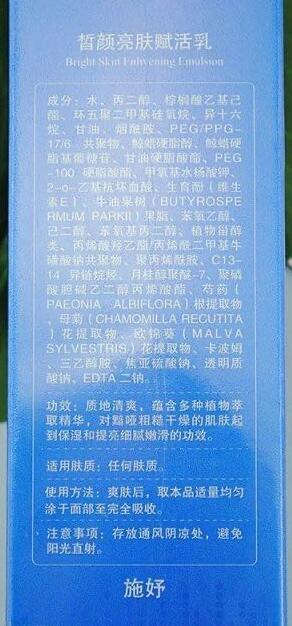 皙颜亮肤赋活乳
Bright Skin Enlivening Emulsion
成分：水、丙二醇、棕榈酸乙基己
酯、环五聚二甲基硅氧烷、异十六
烷、甘油、烟酰胺、PEG/PPG-
17/6 共聚物、鲸蜡硬脂醇、鲸蜡硬
脂基葡糖苷、甘油硬脂酸酯、PEG
-100 硬脂酸酯、甲氧基水杨酸钾、
2-o-乙基抗坏血酸、生育酚（维生
素E）、牛油果树（BUTYROSPE
RMUM PARKII）果脂、苯氧乙醇、
己二醇、苯氧基丙二醇、植物甾醇
类、丙烯酸羟乙酯/丙烯酰二甲基牛
磺酸钠共聚物、聚丙烯酰胺、C13-
14 异链烷烃、月桂醇聚醚-7、聚磷
酸胆碱乙二醇丙烯酸酯、芍药（
PAEONIA ALBIFLORA）根提取物
、母菊（CHAMOMILLA RECUTITA
）花提取物、欧锦葵（MALVA
SYLVESTRIS）花提取物、卡波姆
、三乙醇胺、焦亚硫酸钠、透明质
酸钠、EDTA 二钠。
功效：质地清爽，蕴含多种植物萃
取精华，对黯哑粗糙干燥的肌肤起
到保湿和提亮细腻嫩滑的功效。
适用肤质：任何肤质。
使用方法：爽肤后，取本品适量均匀
涂于面部至完全吸收。
注意事项：存放通风阴凉处，避免
阳光直射。
施妤